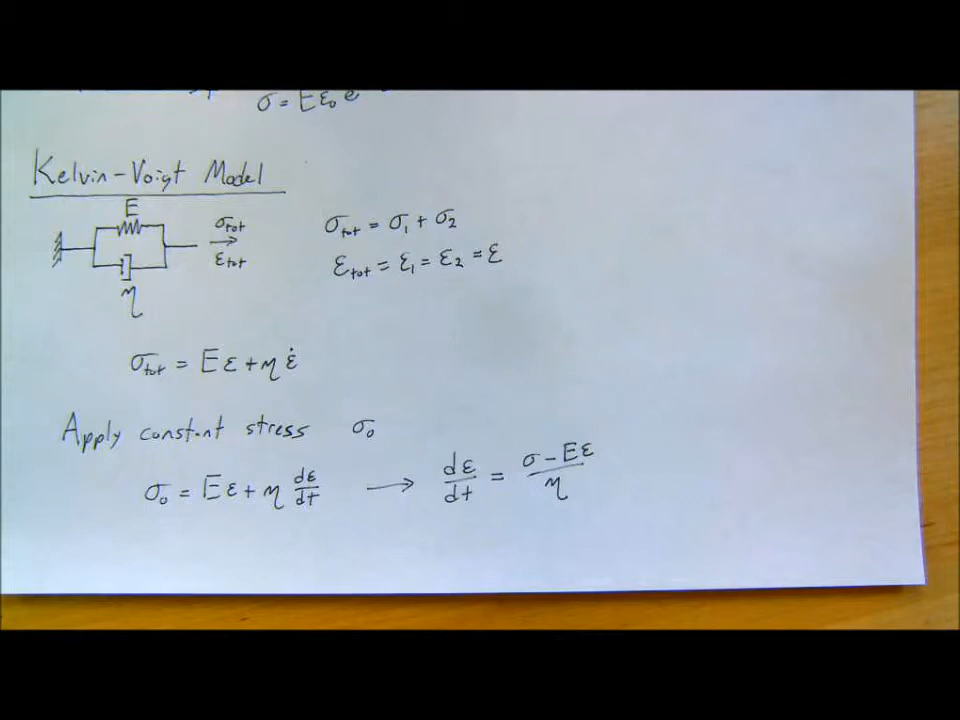 σ = Eε₀e
Kelvin-Voigt Model
E
σtot
εtot
η
σtot = σ₁ + σ₂
εtot = ε₁ = ε₂ = ε
σtot = Eε + ηε̇
Apply constant stress σ₀
σ₀ = Eε + η dε/dt → dε/dt = (σ - Eε)/η